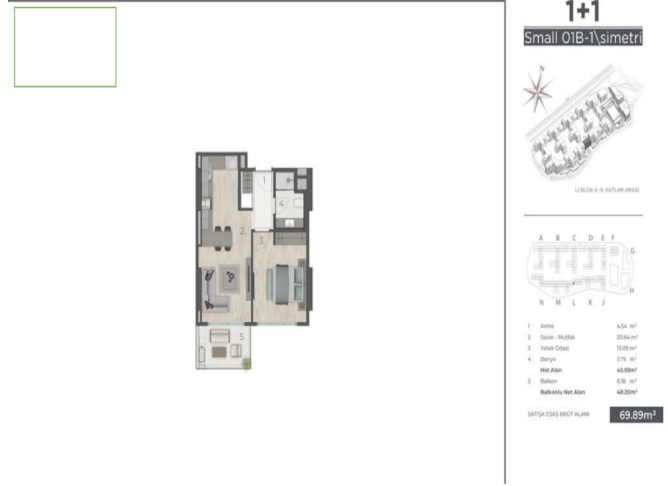 1+1
Small 01B-1\simetri
N
L1 BLOK 4-9. KATLAR ARASI
1
2
3
4
5
A B C D E F
G
H
N M L K J
1 Antre 4.54 m²
2 Salon - Mutfak 20.64 m²
3 Yatak Odası 13.09 m²
4 Banyo 3.75 m²
Net Alan 42.02m²
5 Balkon 6.18 m²
Balkonlu Net Alan 48.20m²
SATIŞA ESAS BRÜT ALANI 69.89m²